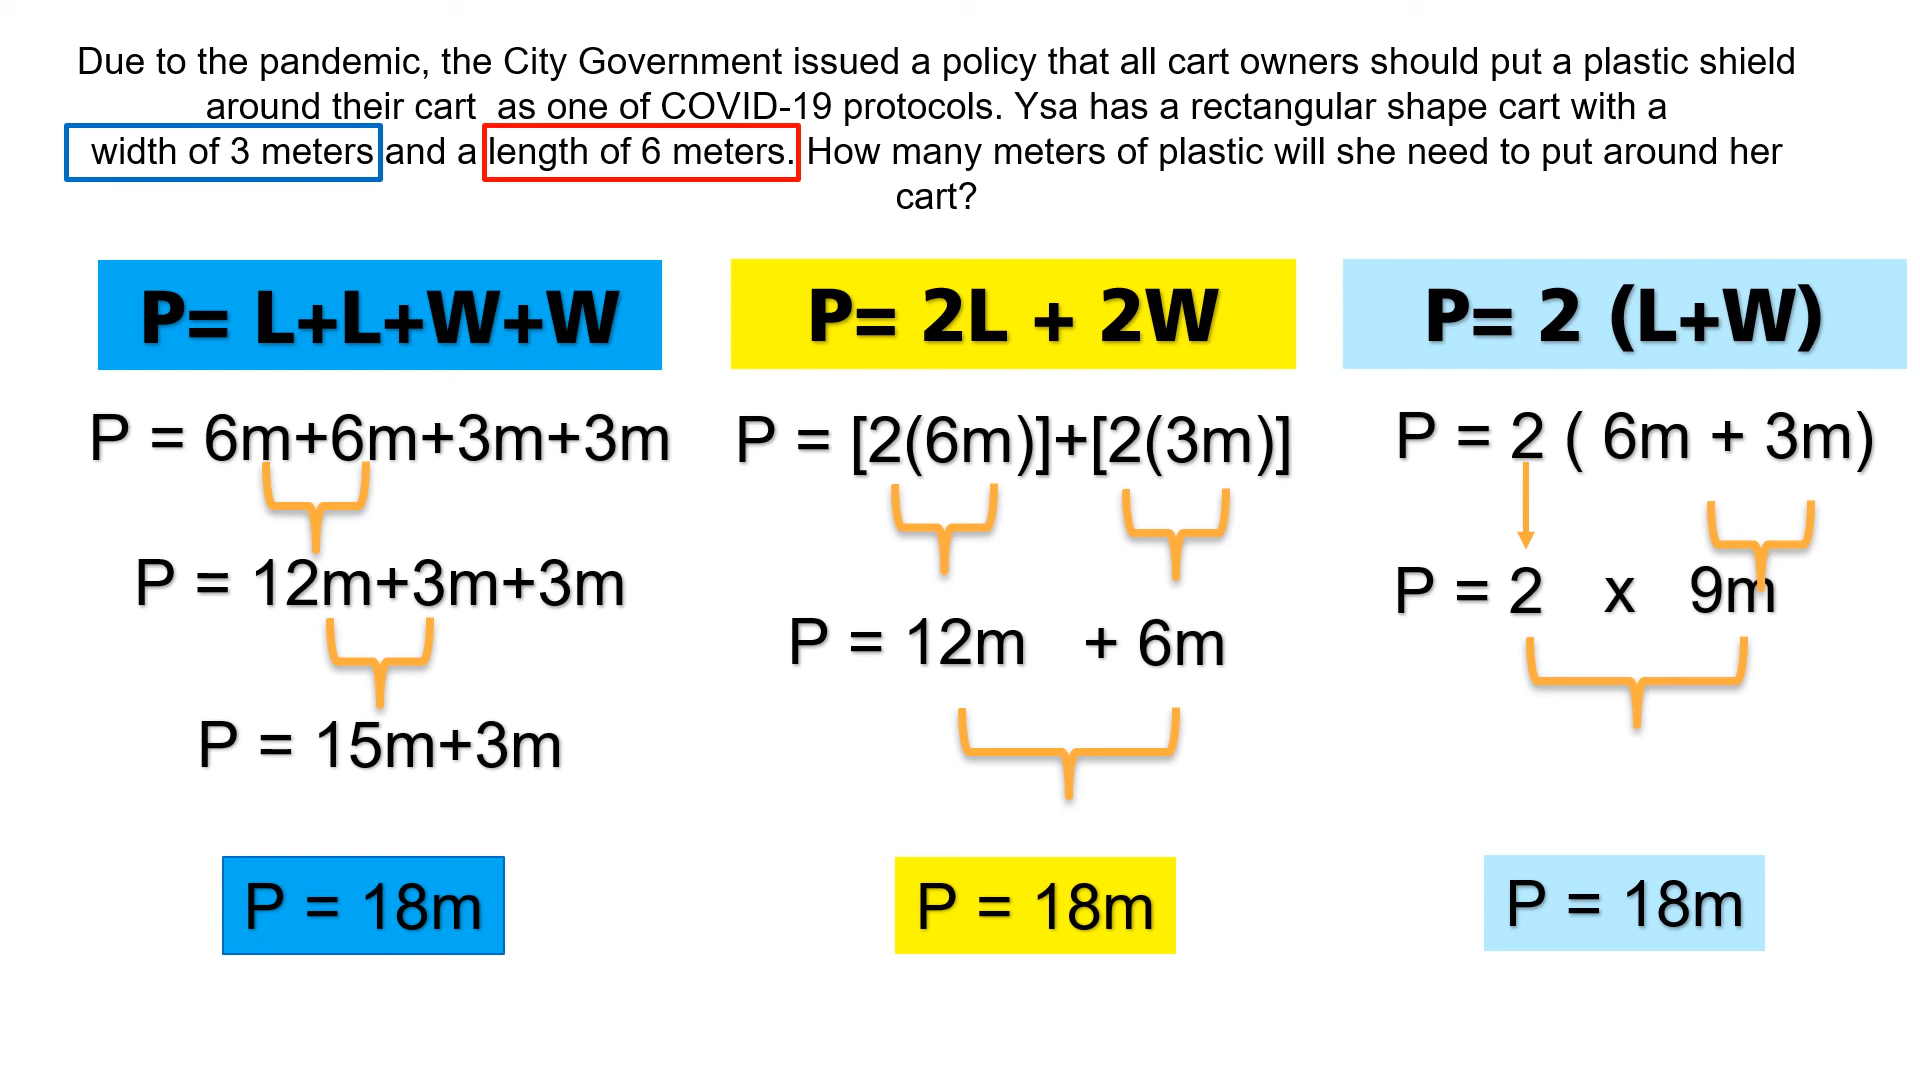 Due to the pandemic, the City Government issued a policy that all cart owners should put a plastic shield
around their cart as one of COVID-19 protocols. Ysa has a rectangular shape cart with a
width of 3 meters and a length of 6 meters. How many meters of plastic will she need to put around her
cart?
P= L+L+W+W
P = 6m+6m+3m+3m
P = 12m+3m+3m
P = 15m+3m
P = 18m
P= 2L + 2W
P = [2(6m)]+[2(3m)]
P = 12m + 6m
P = 18m
P= 2 (L+W)
P = 2 ( 6m + 3m)
P = 2 x 9m
P = 18m